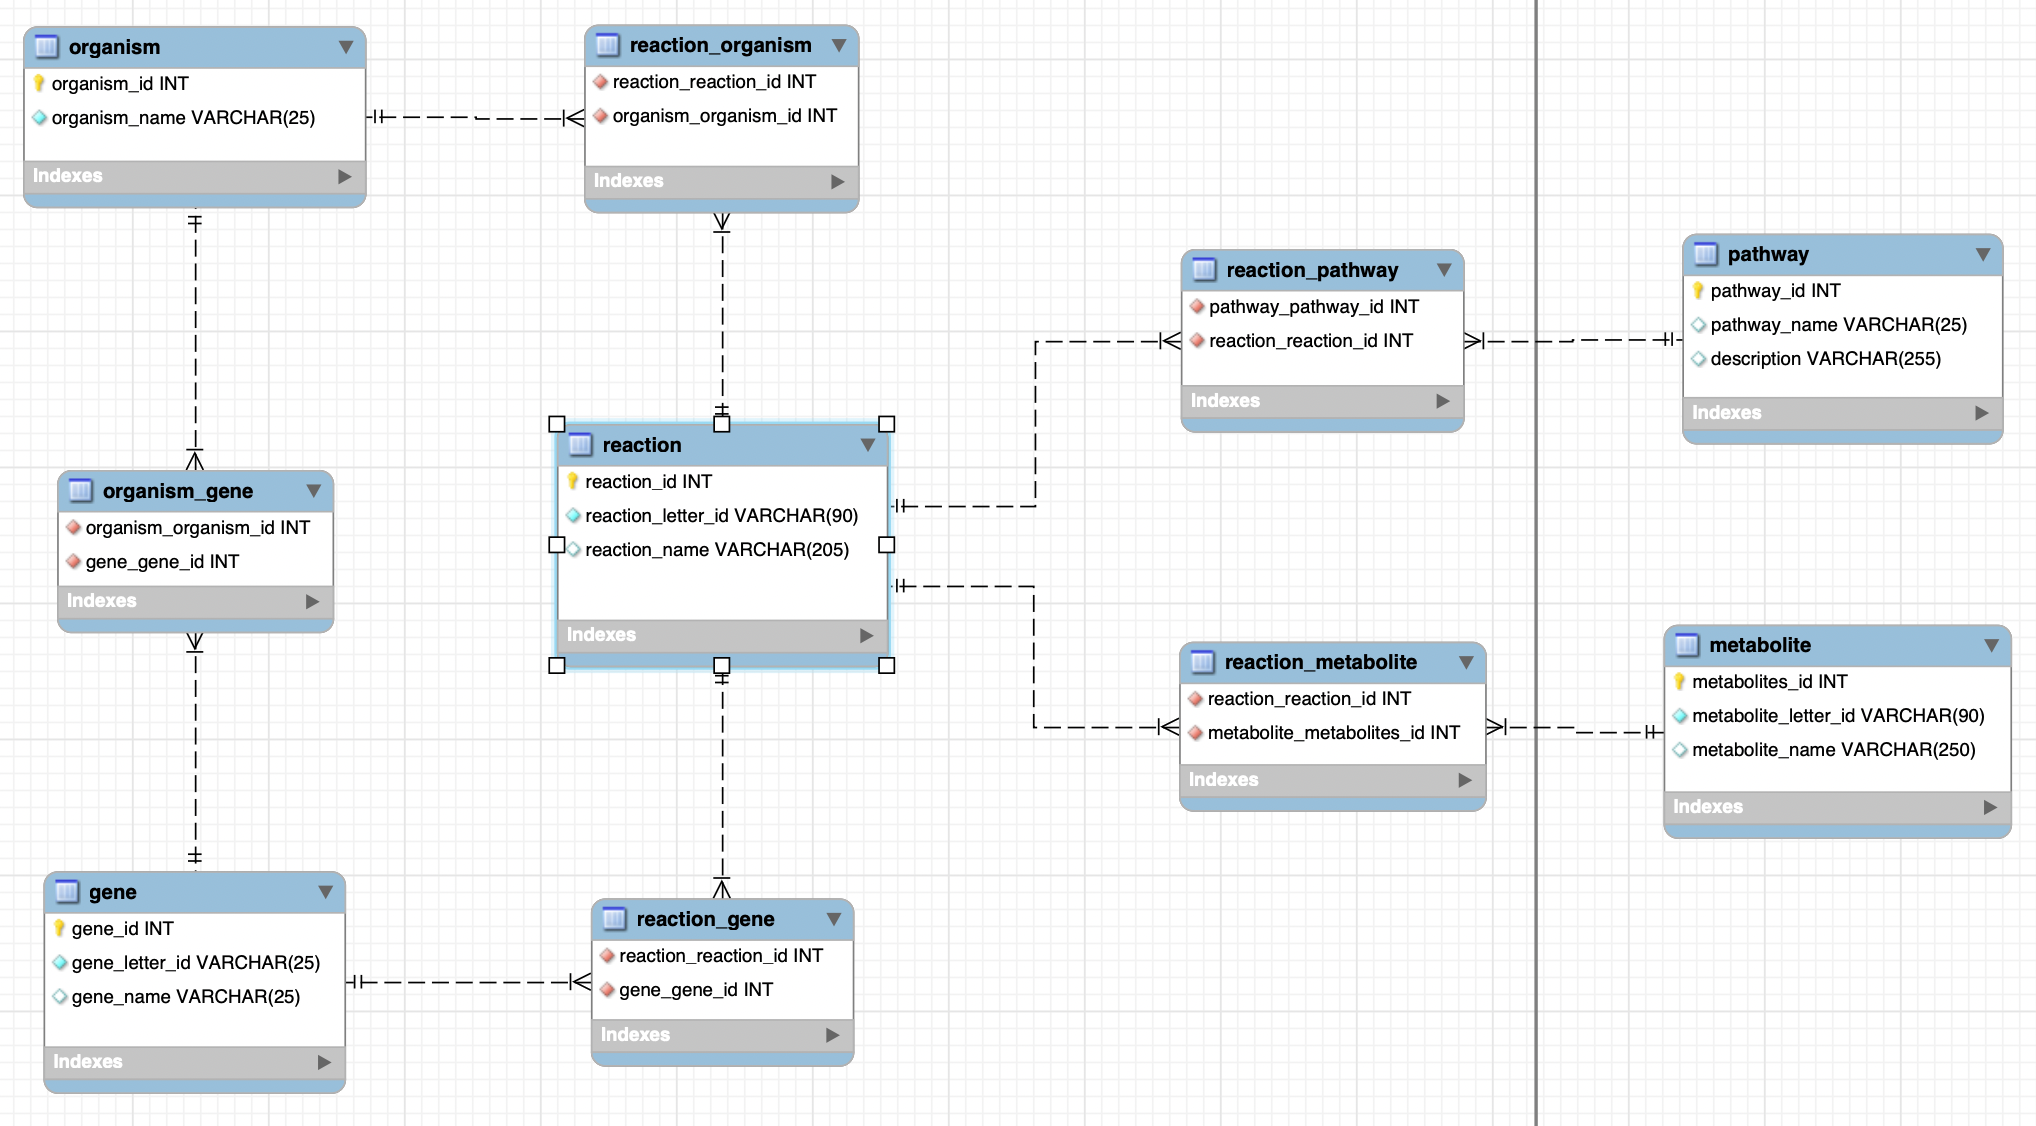 organism
organism_id INT
organism_name VARCHAR(25)
Indexes
reaction_organism
reaction_reaction_id INT
organism_organism_id INT
Indexes
reaction_pathway
pathway_pathway_id INT
reaction_reaction_id INT
Indexes
pathway
pathway_id INT
pathway_name VARCHAR(25)
description VARCHAR(255)
Indexes
organism_gene
organism_organism_id INT
gene_gene_id INT
Indexes
reaction
reaction_id INT
reaction_letter_id VARCHAR(90)
reaction_name VARCHAR(205)
Indexes
reaction_metabolite
reaction_reaction_id INT
metabolite_metabolites_id INT
Indexes
metabolite
metabolites_id INT
metabolite_letter_id VARCHAR(90)
metabolite_name VARCHAR(250)
Indexes
gene
gene_id INT
gene_letter_id VARCHAR(25)
gene_name VARCHAR(25)
Indexes
reaction_gene
reaction_reaction_id INT
gene_gene_id INT
Indexes